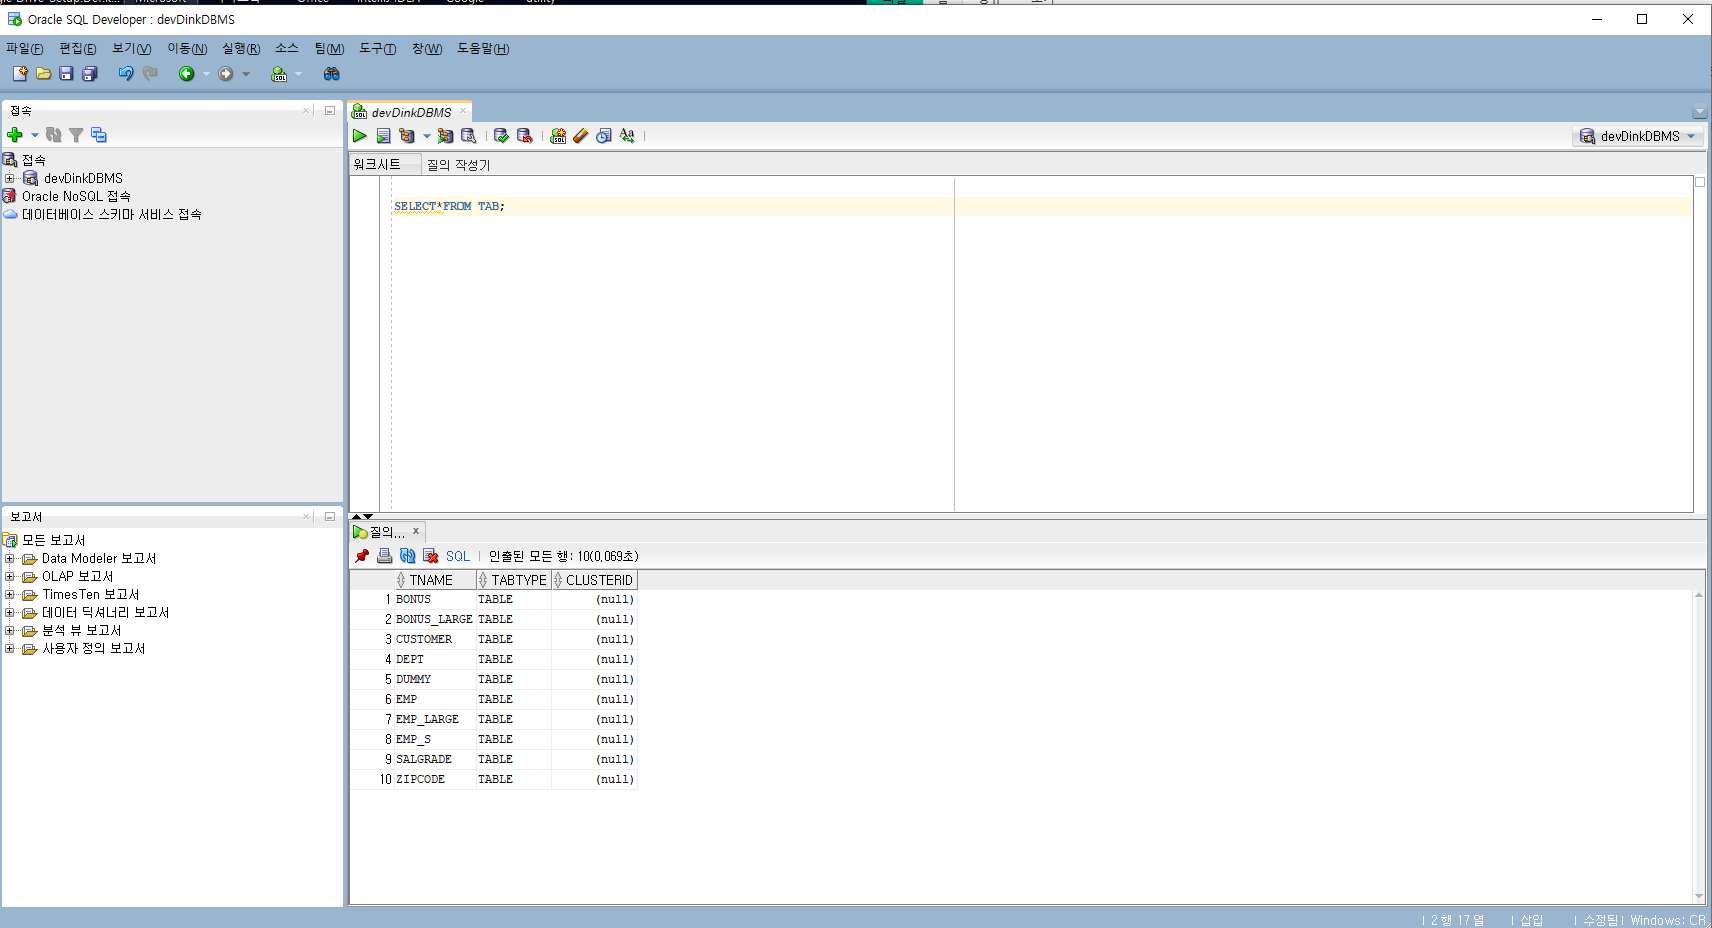 Oracle SQL Developer : devDinkDBMS
파일(F) 편집(E) 보기(V) 이동(N) 실행(R) 소스 팀(M) 도구(T) 창(W) 도움말(H)
접속
접속
devDinkDBMS
Oracle NoSQL 접속
데이터베이스 스키마 서비스 접속
보고서
모든 보고서
Data Modeler 보고서
OLAP 보고서
TimesTen 보고서
데이터 딕셔너리 보고서
분석 뷰 보고서
사용자 정의 보고서
devDinkDBMS
devDinkDBMS
워크시트 질의 작성기
SELECT*FROM TAB;
질의...
SQL 인출된 모든 행: 10(0,069초)
TNAME TABTYPE CLUSTERID
1 BONUS TABLE (null)
2 BONUS_LARGE TABLE (null)
3 CUSTOMER TABLE (null)
4 DEPT TABLE (null)
5 DUMMY TABLE (null)
6 EMP TABLE (null)
7 EMP_LARGE TABLE (null)
8 EMP_S TABLE (null)
9 SALGRADE TABLE (null)
10 ZIPCODE TABLE (null)
2 행 17 열 삽입 수정됨 Windows: CR